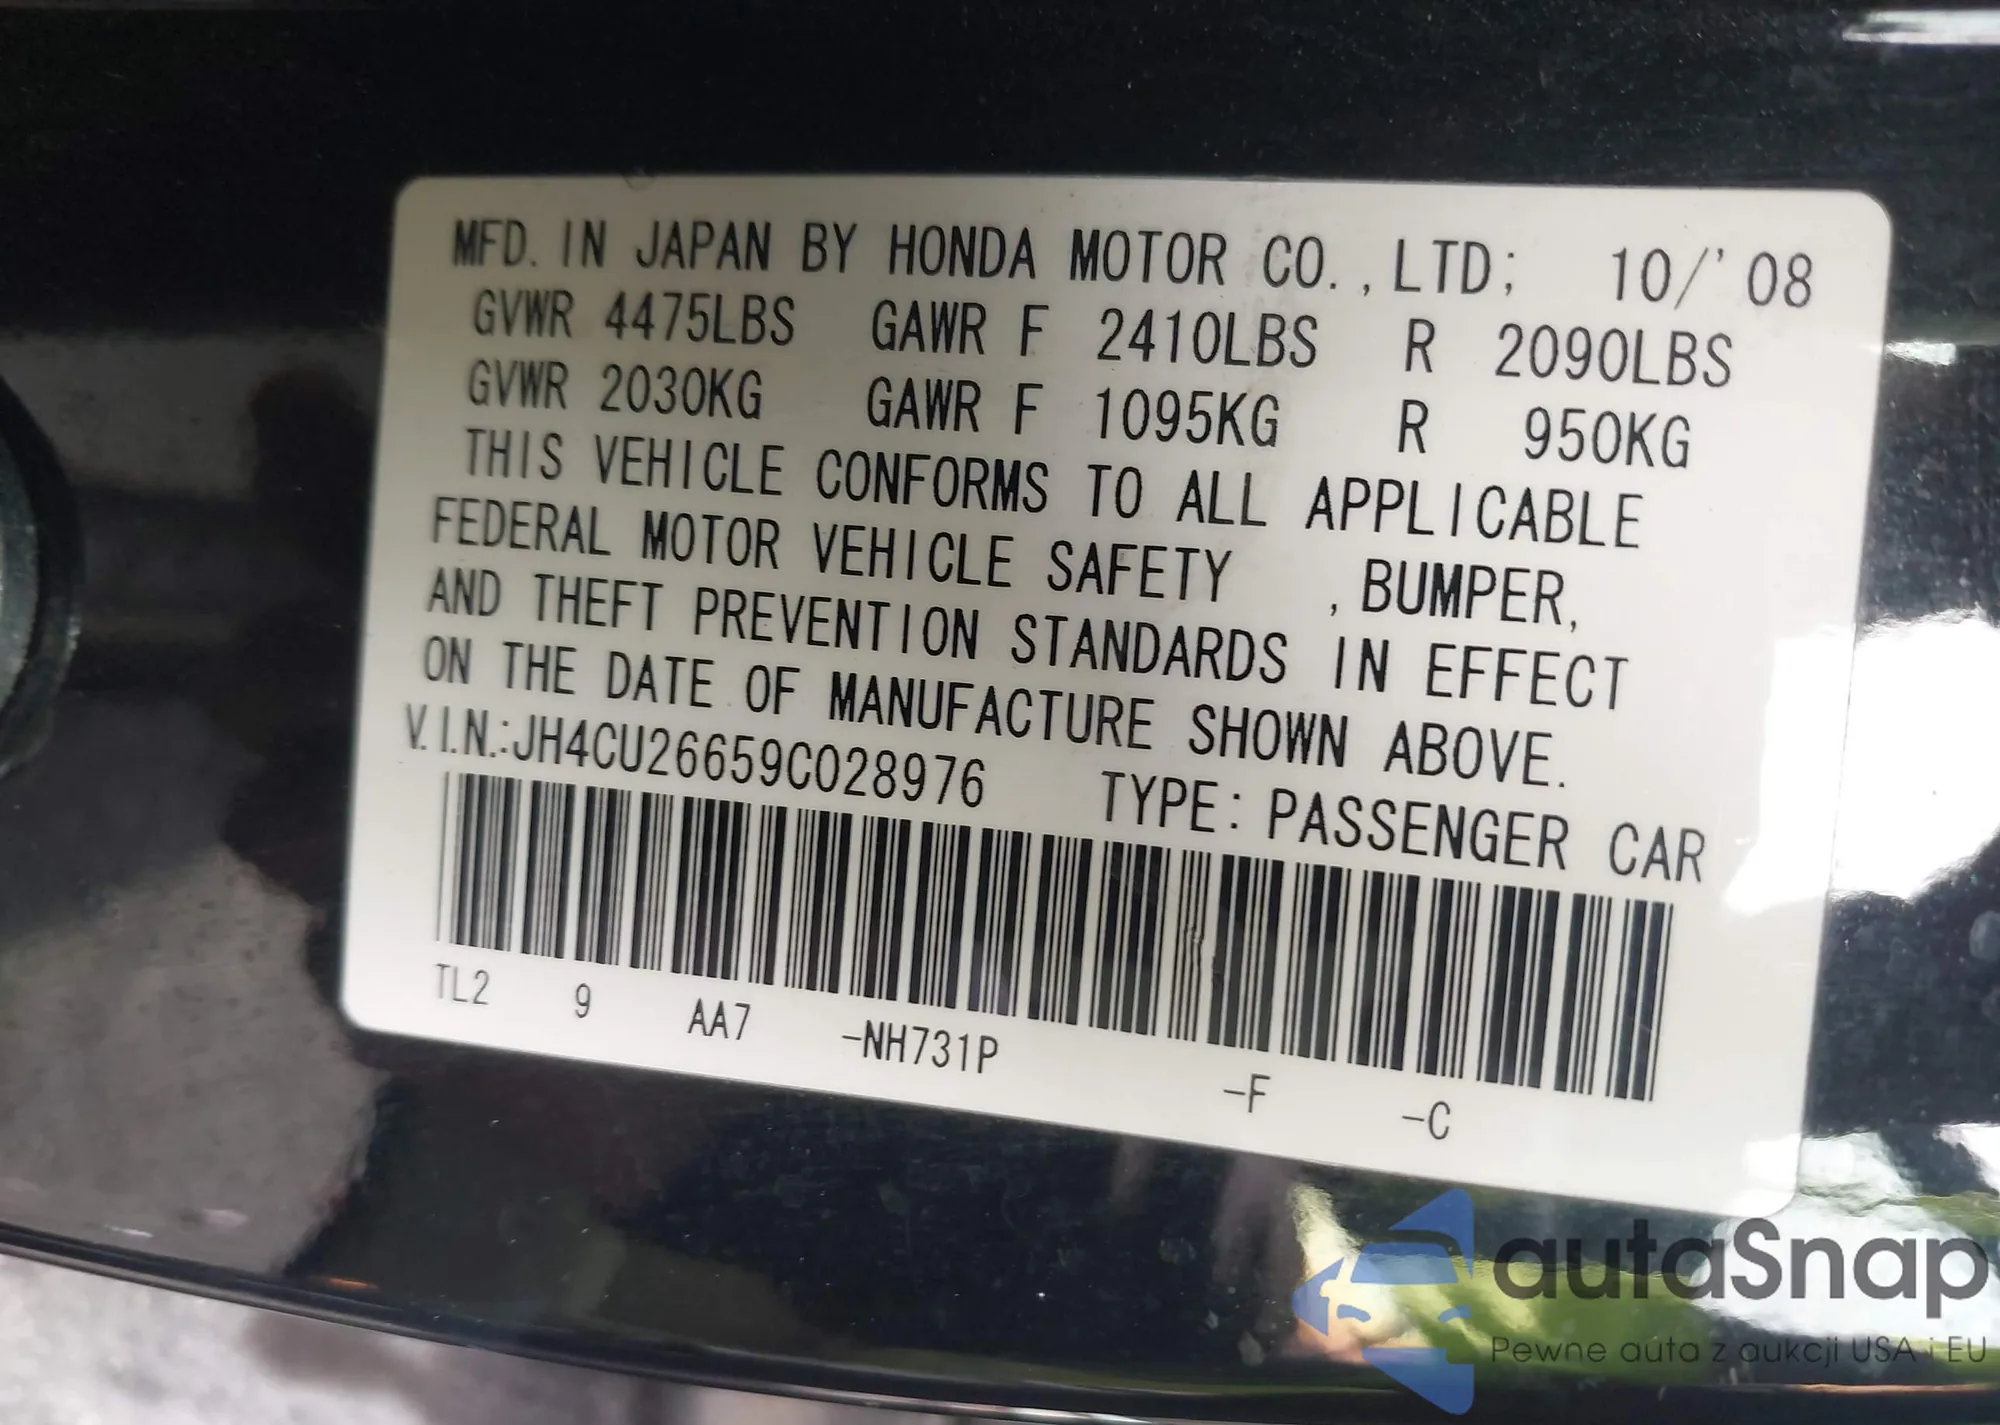 MFD. IN JAPAN BY HONDA MOTOR CO.,LTD; 10/'08
GVWR 4475LBS GAWR F 2410LBS R 2090LBS
GVWR 2030KG GAWR F 1095KG R 950KG
THIS VEHICLE CONFORMS TO ALL APPLICABLE
FEDERAL MOTOR VEHICLE SAFETY ,BUMPER,
AND THEFT PREVENTION STANDARDS IN EFFECT
ON THE DATE OF MANUFACTURE SHOWN ABOVE.
V.I.N.:JH4CU26659C028976 TYPE: PASSENGER CAR
TL2 9 AA7 -NH731P -F -C
autaSnap
Pewne auta z aukcji USA i EU